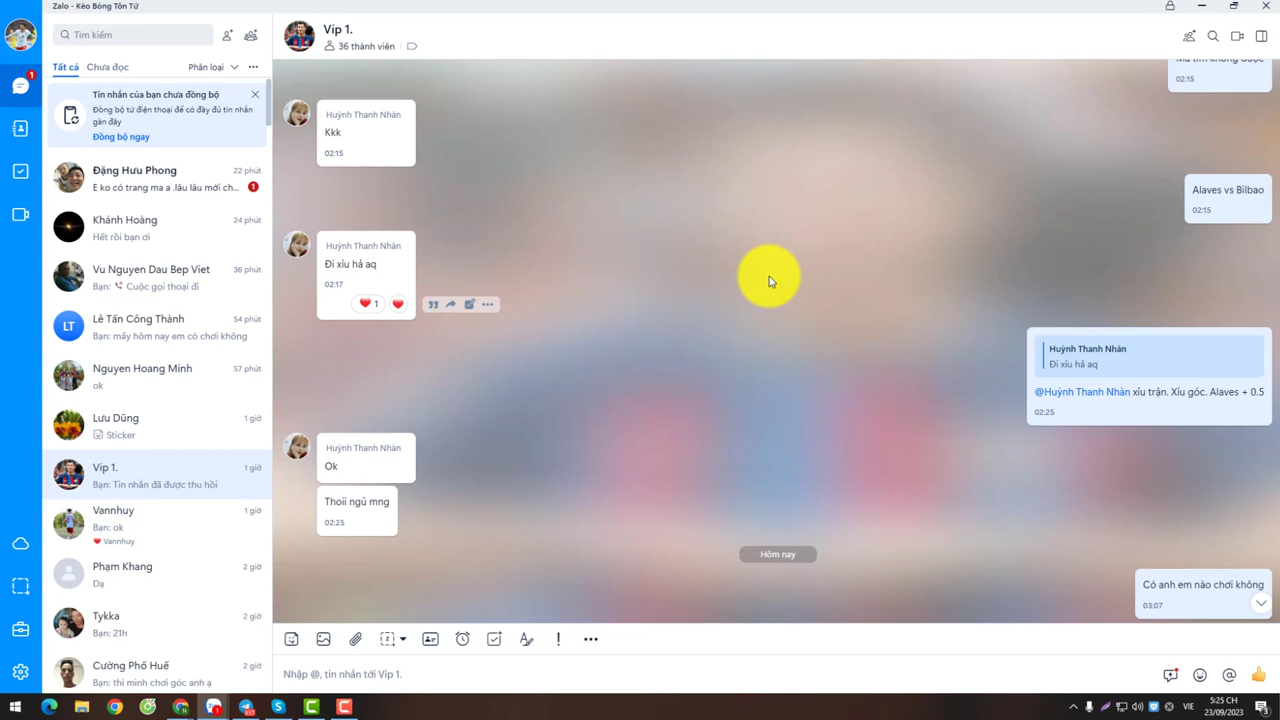 Zalo - Kèo Bóng Tôn Tử
Tìm kiếm
Tất cả
Chưa đọc
Phân loại
Tin nhắn của bạn chưa đồng bộ
Đồng bộ từ điện thoại để có đầy đủ tin nhắn
gần đây
Đồng bộ ngay
Đặng Hưu Phong
22 phút
E ko có trang ma a .lâu lâu mới ch...
1
Khánh Hoàng
24 phút
Hết rồi bạn ơi
Vu Nguyen Dau Bep Viet
36 phút
Bạn: Cuộc gọi thoại đi
LT
Lê Tấn Công Thành
54 phút
Bạn: mấy hôm nay em có chơi không
Nguyen Hoang Minh
57 phút
ok
Lưu Dũng
1 giờ
Sticker
Víp 1.
1 giờ
Bạn: Tin nhắn đã được thu hồi
Vannhuy
1 giờ
Bạn: ok
Vannhuy
Phạm Khang
2 giờ
Dạ
Tykka
2 giờ
Bạn: 21h
Cường Phố Huế
2 giờ
Bạn: thì mình chơi góc anh ạ
1
Víp 1.
36 thành viên
02:15
Huỳnh Thanh Nhàn
Kkk
02:15
Alaves vs Bilbao
02:15
Huỳnh Thanh Nhàn
Đi xỉu hả aq
02:17
1
Huỳnh Thanh Nhàn
Đi xỉu hả aq
@Huỳnh Thanh Nhàn xỉu trận. Xỉu góc. Alaves + 0.5
02:25
Huỳnh Thanh Nhàn
Ok
Thoii ngủ mng
02:25
Hôm nay
Có anh em nào chơi không
03:07
Nhập @, tin nhắn tới Víp 1.
VIE
5:25 CH
23/09/2023